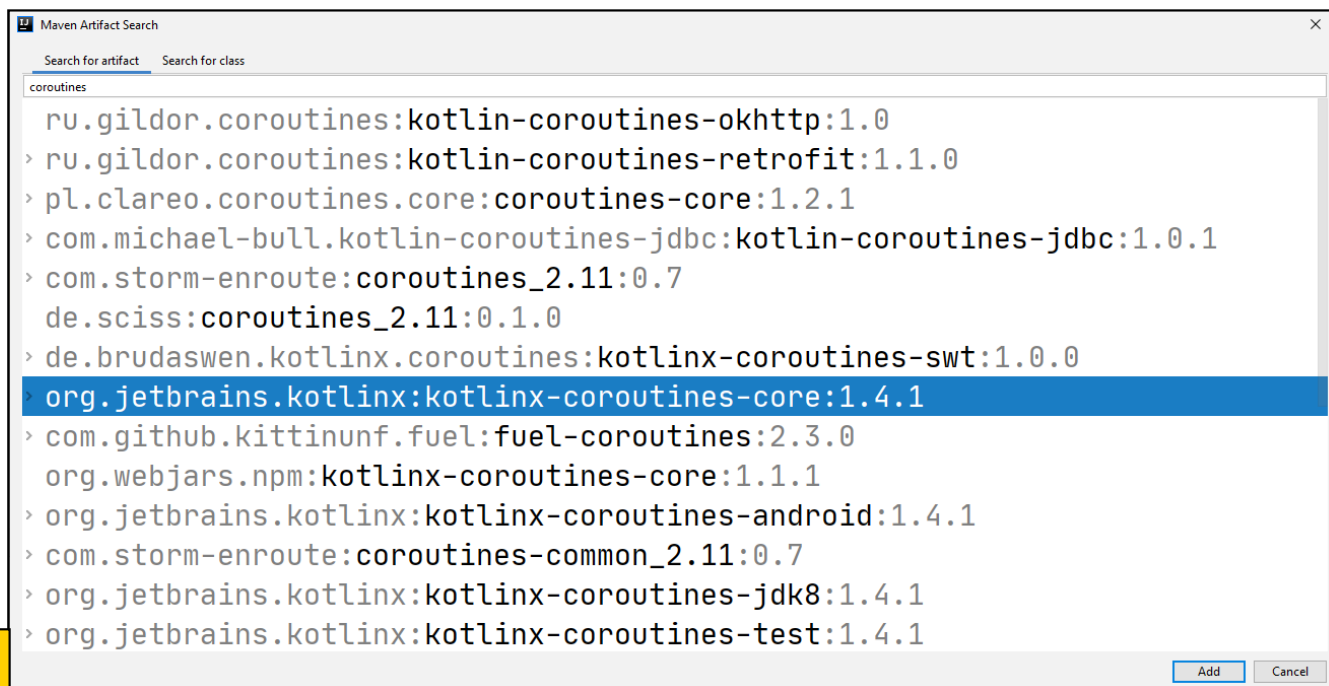 Maven Artifact Search
Search for artifact Search for class
coroutines
ru.gildor.coroutines:kotlin-coroutines-okhttp:1.0
ru.gildor.coroutines:kotlin-coroutines-retrofit:1.1.0
pl.clareo.coroutines.core:coroutines-core:1.2.1
com.michael-bull.kotlin-coroutines-jdbc:kotlin-coroutines-jdbc:1.0.1
com.storm-enroute:coroutines_2.11:0.7
de.sciss:coroutines_2.11:0.1.0
de.brudaswen.kotlinx.coroutines:kotlinx-coroutines-swt:1.0.0
org.jetbrains.kotlinx:kotlinx-coroutines-core:1.4.1
com.github.kittinunf.fuel:fuel-coroutines:2.3.0
org.webjars.npm:kotlinx-coroutines-core:1.1.1
org.jetbrains.kotlinx:kotlinx-coroutines-android:1.4.1
com.storm-enroute:coroutines-common_2.11:0.7
org.jetbrains.kotlinx:kotlinx-coroutines-jdk8:1.4.1
org.jetbrains.kotlinx:kotlinx-coroutines-test:1.4.1
Add Cancel